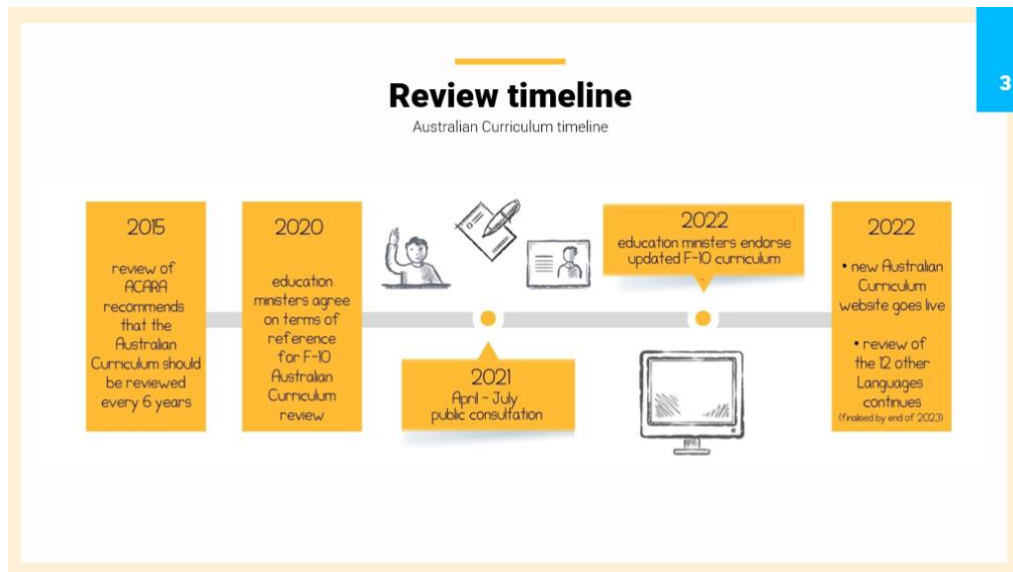 3
Review timeline
Australian Curriculum timeline
2015
review of
ACARA
recommends
that the
Australian
Curriculum should
be reviewed
every 6 years
2020
education
ministers agree
on terms of
reference
for F-10
Australian
Curriculum
review
2021
April - July
public consultation
2022
education ministers endorse
updated F-10 curriculum
2022
• new Australian
Curriculum
website goes live
• review of
the 12 other
Languages
continues
(finalised by end of 2023)